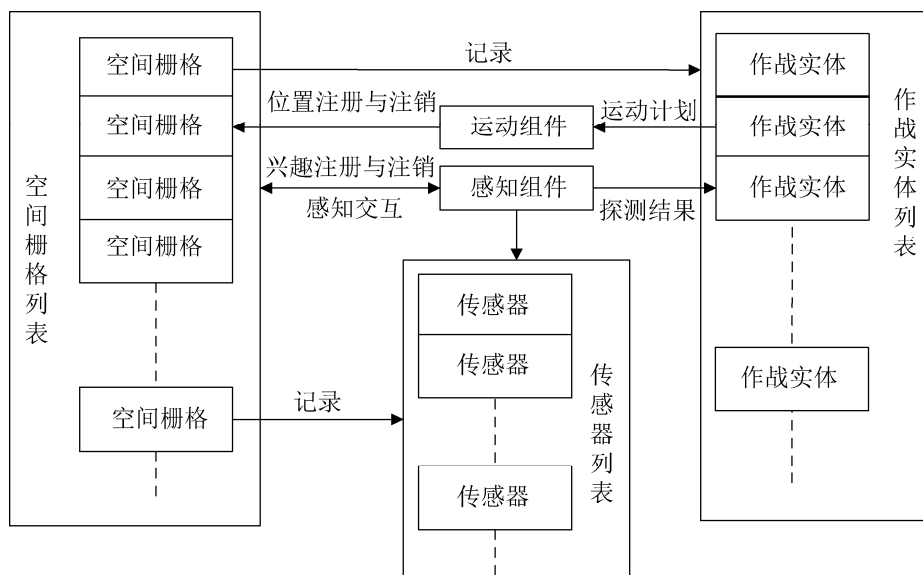 空间栅格
记录
作战实体
空间栅格
位置注册与注销
运动组件
运动计划
作战实体
空间栅格
兴趣注册与注销
感知交互
感知组件
探测结果
作战实体
空间栅格
空间栅格列表
作战实体列表
传感器
传感器
传感器列表
作战实体
空间栅格
记录
传感器